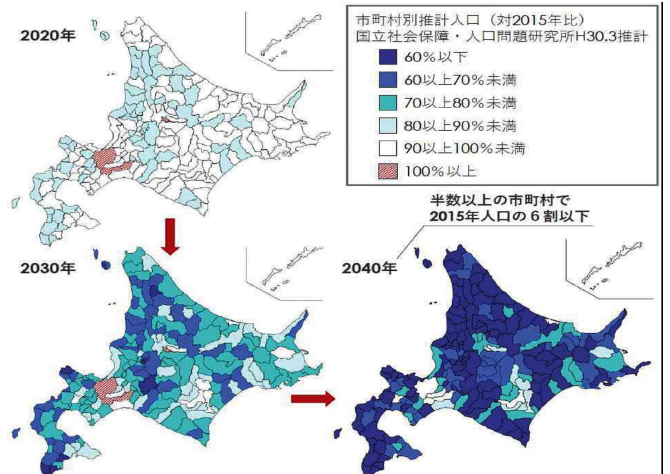 2020年
市町村別推計人口（対2015年比）
国立社会保障・人口問題研究所H30.3推計
60％以下
60以上70％未満
70以上80％未満
80以上90％未満
90以上100％未満
100％以上
半数以上の市町村で
2015年人口の６割以下
2030年
2040年